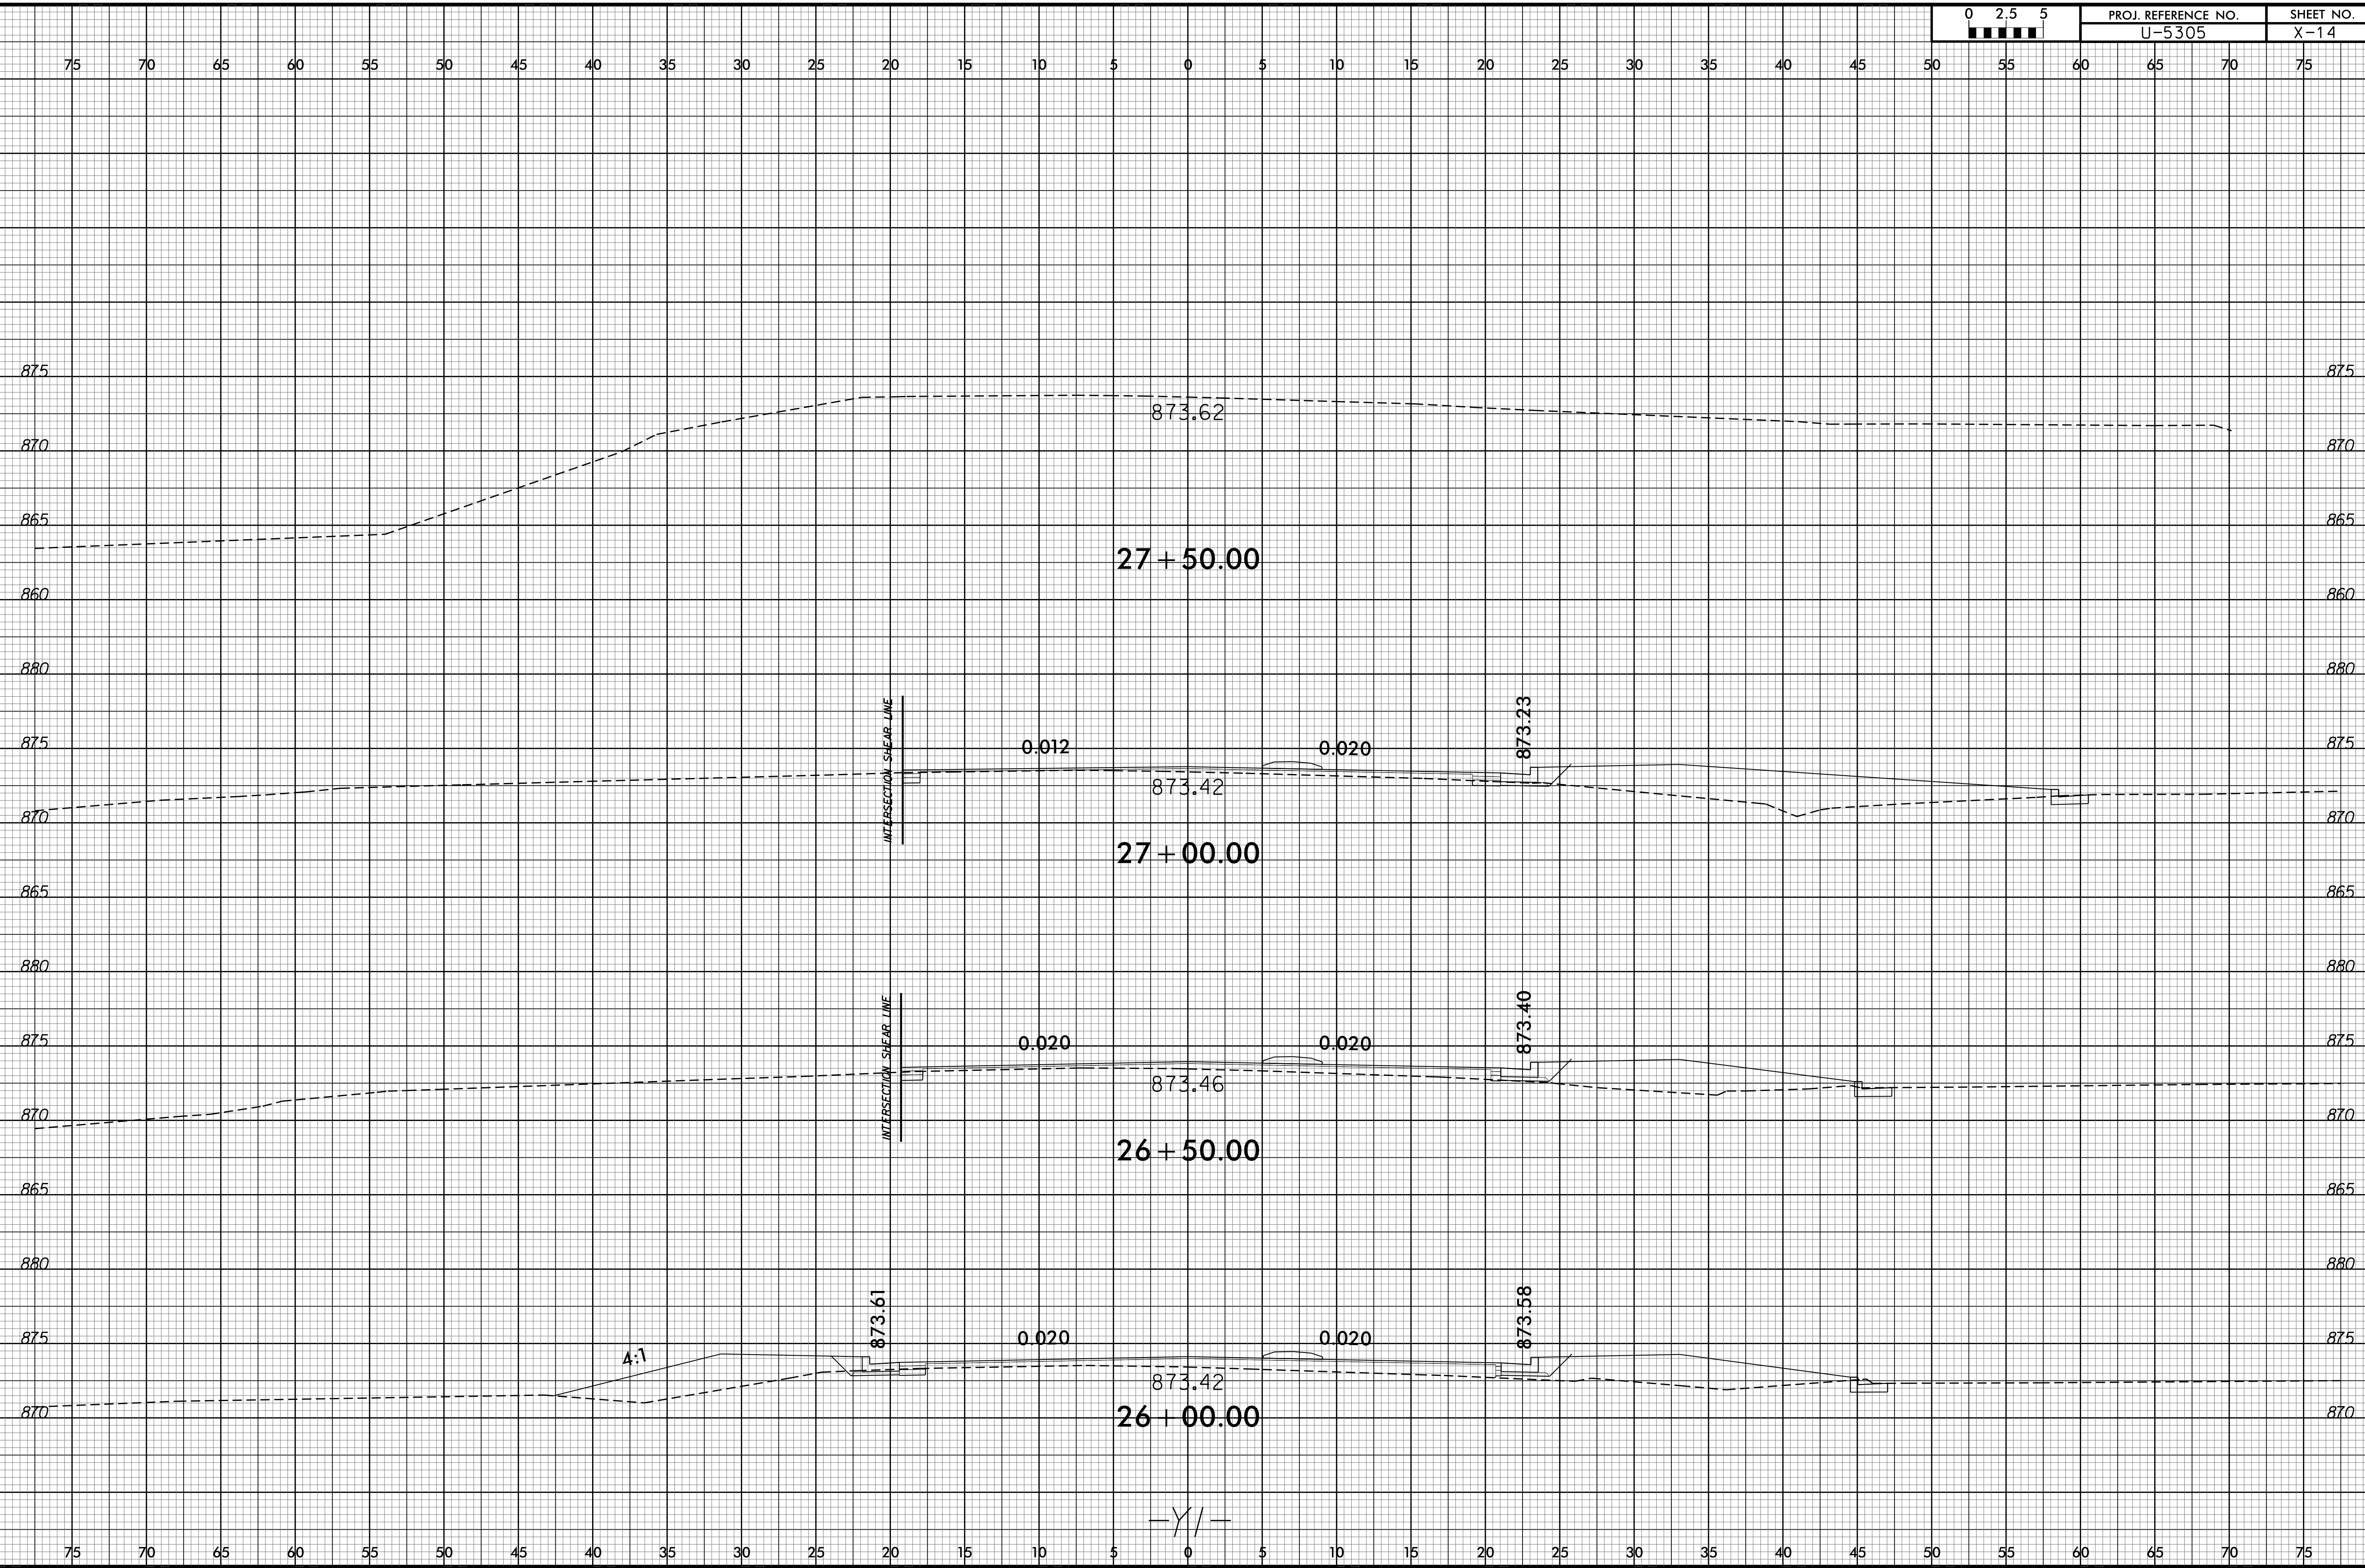 0 2.5 5
PROJ. REFERENCE NO. SHEET NO.
U-5305 X-14
75 70 65 60 55 50 45 40 35 30 25 20 15 10 5 0 5 10 15 20 25 30 35 40 45 50 55 60 65 70 75
875 875
873.62
870 870
865 865
27+50.00
860 860
880 880
INTERSECTION SHEAR LINE
873.23
875 0.012 0.020 875
873.42
870 870
27+00.00
865 865
880 880
INTERSECTION SHEAR LINE
873.40
875 0.020 0.020 875
873.46
870 870
26+50.00
865 865
880 880
873.61
873.58
875 0.020 0.020 875
4:1
873.42
870 870
26+00.00
-Y1-
75 70 65 60 55 50 45 40 35 30 25 20 15 10 5 0 5 10 15 20 25 30 35 40 45 50 55 60 65 70 75